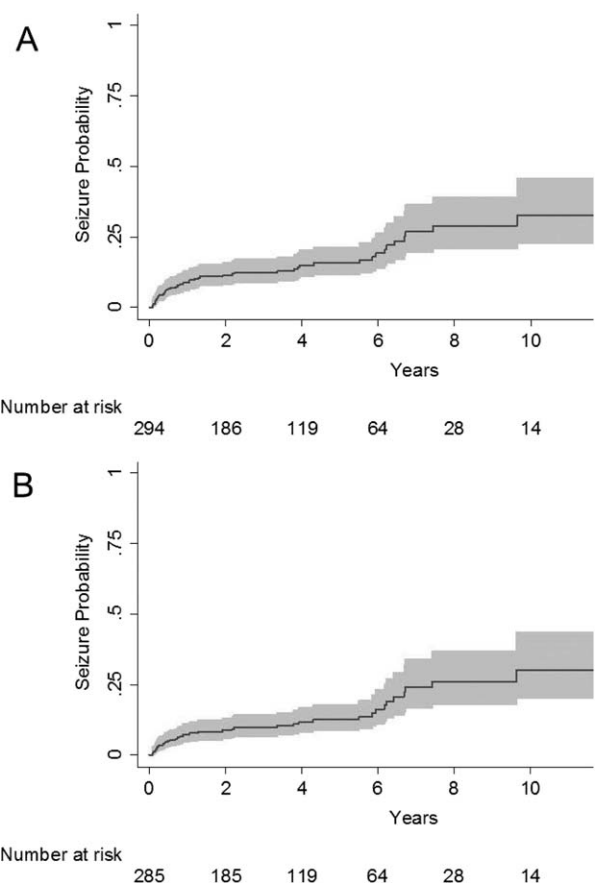 A
Seizure Probability
1
.75
.5
.25
0
0 2 4 6 8 10
Years
Number at risk
294 186 119 64 28 14
B
Seizure Probability
1
.75
.5
.25
0
0 2 4 6 8 10
Years
Number at risk
285 185 119 64 28 14